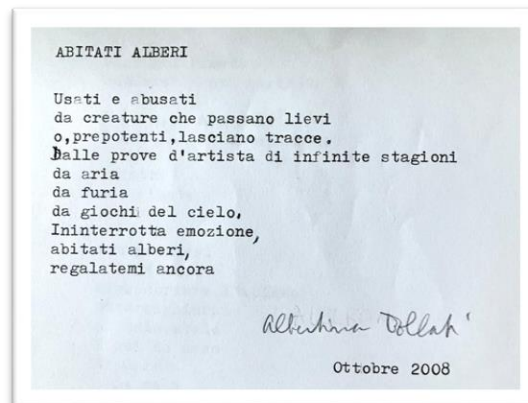 ABITATI ALBERI
Usati e abusati
da creature che passano lievi
o,prepotenti,lasciano tracce.
Dalle prove d'artista di infinite stagioni
da aria
da furia
da giochi del cielo,
Ininterrotta emozione,
abitati alberi,
regalatemi ancora
Albertina
Ottobre 2008